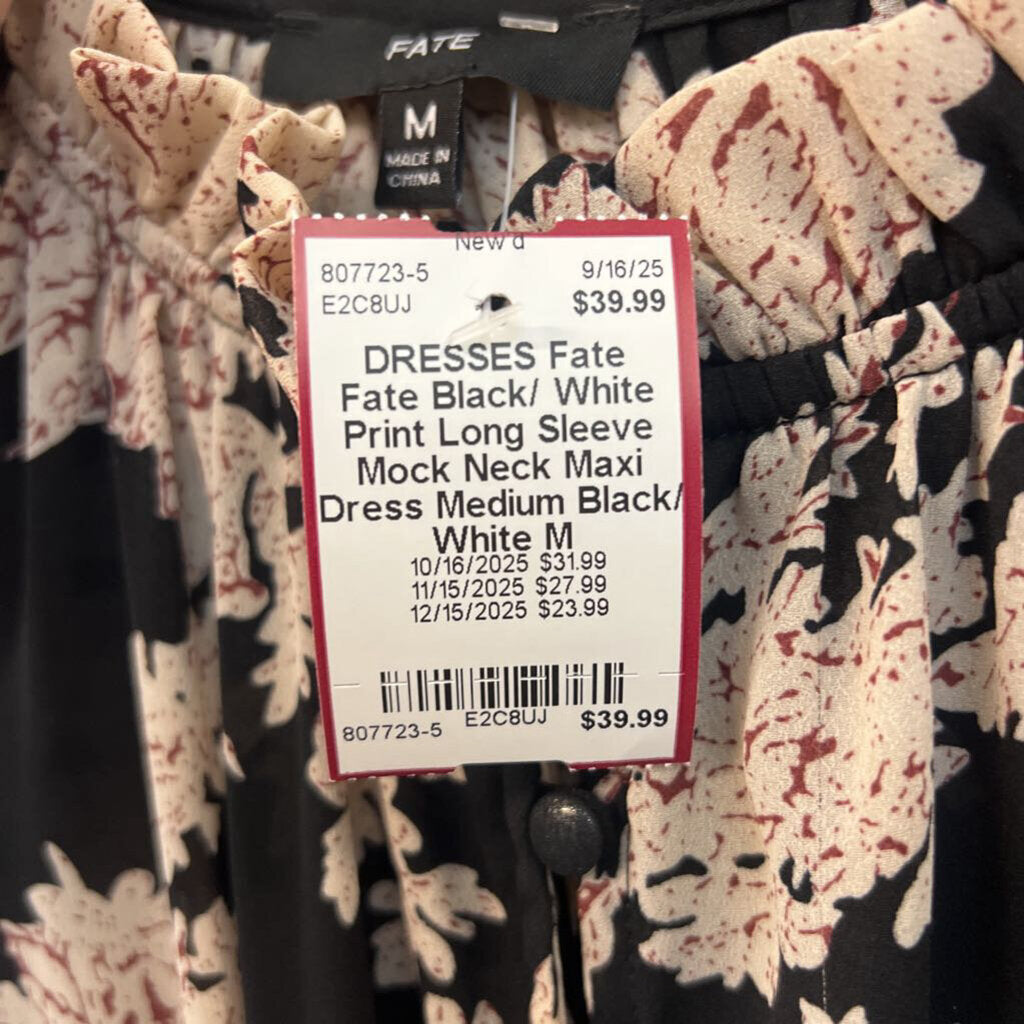 FATE
M
MADE IN
CHINA
New d
807723-5 9/16/25
E2C8UJ $39.99
DRESSES Fate
Fate Black/ White
Print Long Sleeve
Mock Neck Maxi
Dress Medium Black/
White M
10/16/2025 $31.99
11/15/2025 $27.99
12/15/2025 $23.99
807723-5 E2C8UJ $39.99